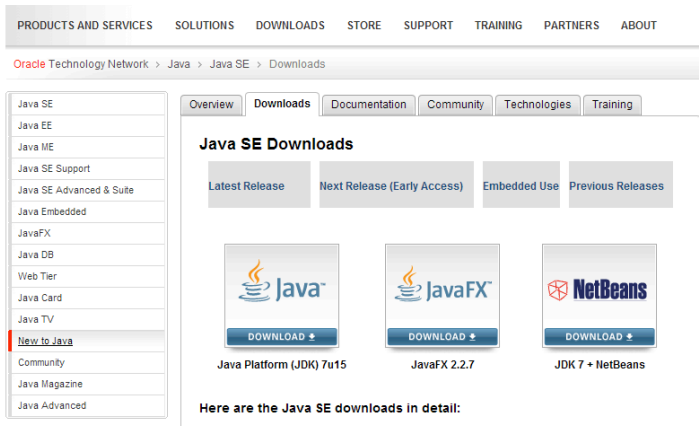 PRODUCTS AND SERVICES SOLUTIONS DOWNLOADS STORE SUPPORT TRAINING PARTNERS ABOUT
Oracle Technology Network > Java > Java SE > Downloads
Java SE
Java EE
Java ME
Java SE Support
Java SE Advanced & Suite
Java Embedded
JavaFX
Java DB
Web Tier
Java Card
Java TV
New to Java
Community
Java Magazine
Java Advanced
Overview Downloads Documentation Community Technologies Training
Java SE Downloads
Latest Release Next Release (Early Access) Embedded Use Previous Releases
Java™ JavaFX™ NetBeans
DOWNLOAD DOWNLOAD DOWNLOAD
Java Platform (JDK) 7u15 JavaFX 2.2.7 JDK 7 + NetBeans
Here are the Java SE downloads in detail: